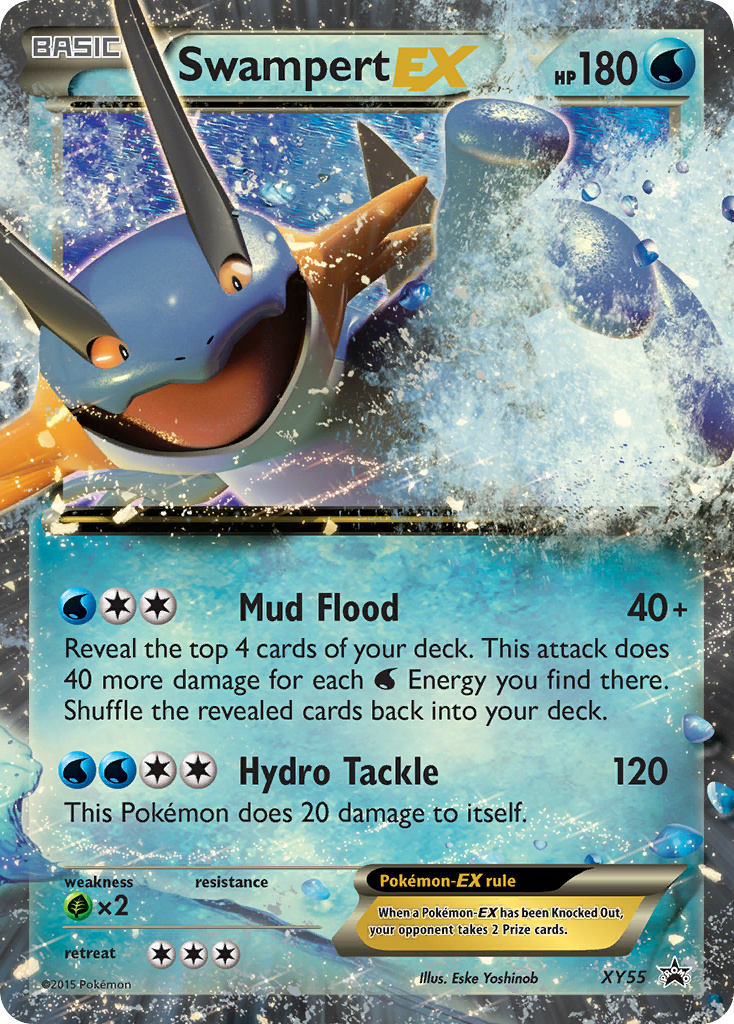 BASIC
Swampert EX
HP 180
Mud Flood 40+
Reveal the top 4 cards of your deck. This attack does
40 more damage for each Energy you find there.
Shuffle the revealed cards back into your deck.
Hydro Tackle 120
This Pokémon does 20 damage to itself.
weakness resistance
×2
Pokémon-EX rule
When a Pokémon-EX has been Knocked Out,
your opponent takes 2 Prize cards.
retreat
©2015 Pokémon
Illus. Eske Yoshinob
XY55
PROMO